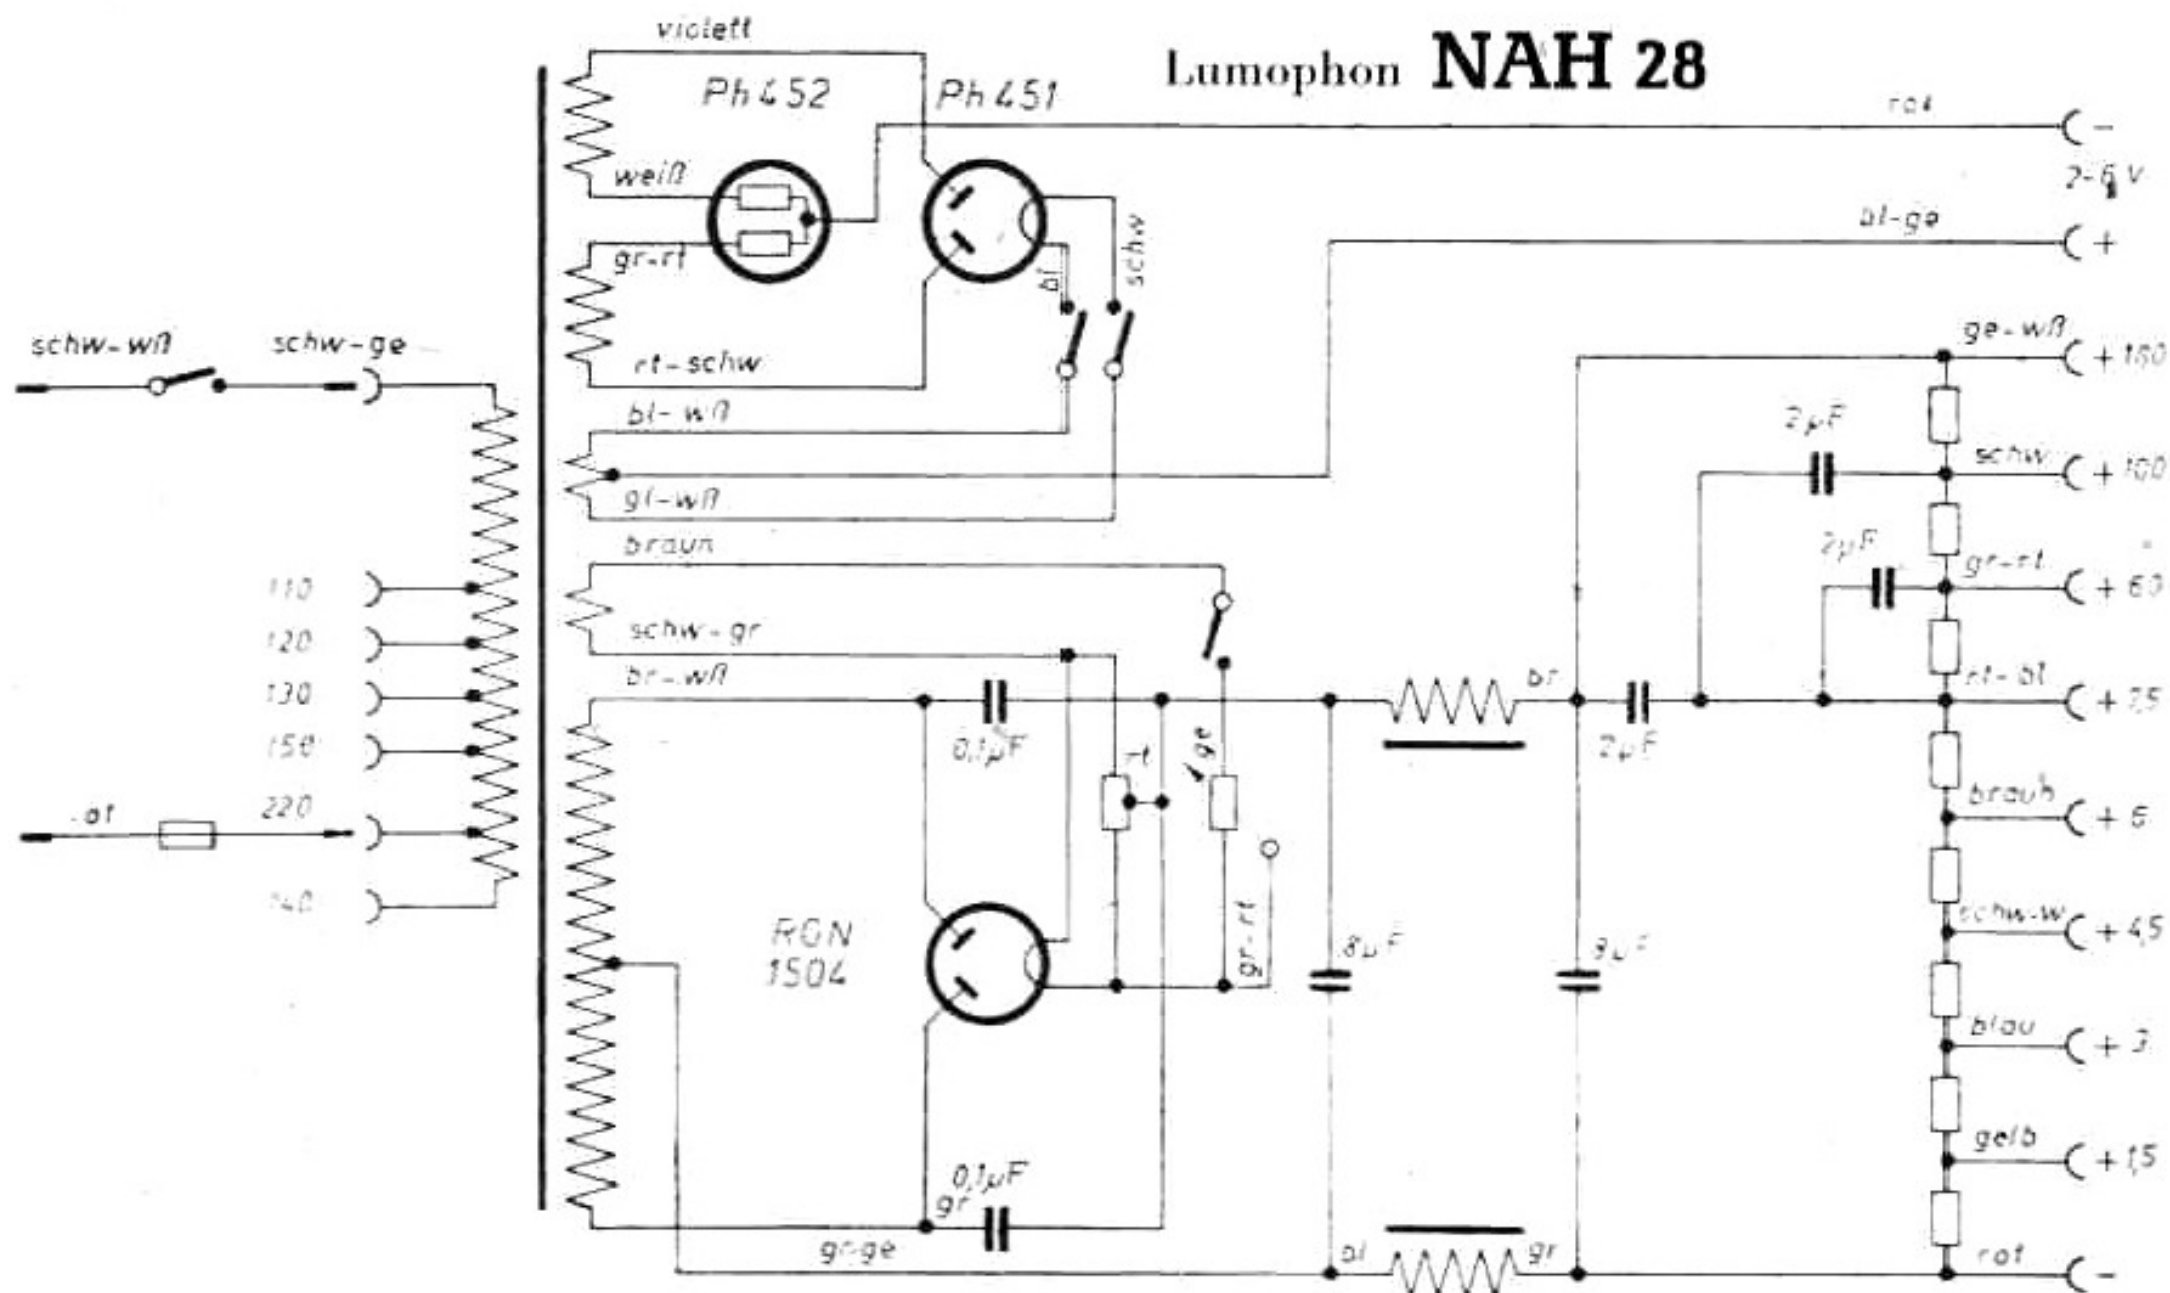 violett
Lumophon NAH 28
Ph 452
Ph 451
rot
−
2-6 V
weiß
bl-ge
+
gr-rt
bl
schw
schw-wß
schw-ge
ge-wß
+ 160
rt-schw
bl-wß
2µF
schw
+ 100
gl-wß
braun
2µF
gr-rt
+ 60
110
schw-gr
120
br-wß
br
rt-bl
+ 7,5
130
0,1µF
rt
ge
2µF
150
220
braun
+ 6
RGN
1504
gr-rt
8µF
8µF
schw-w
+ 4,5
blau
+ 3
gelb
+ 1,5
0,1µF
gr
gr-ge
bl
gr
rot
−